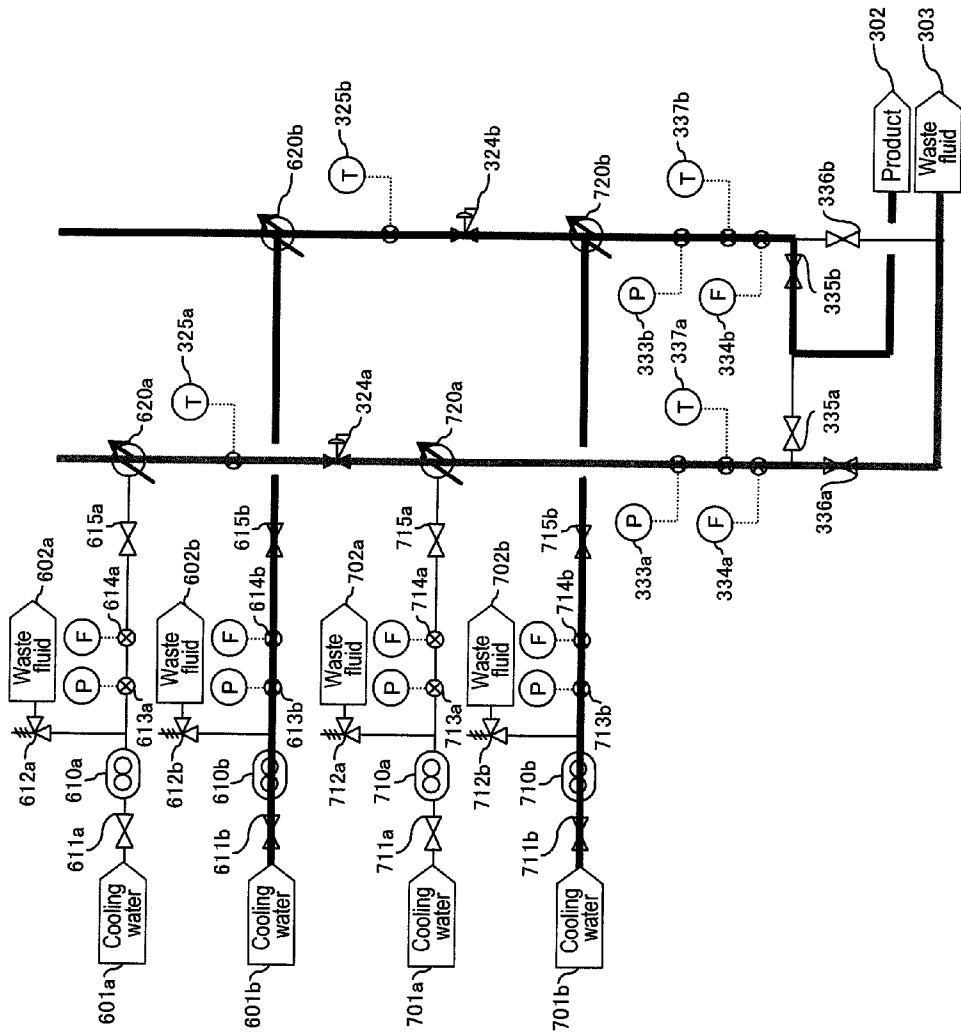 302
303
Product
Waste
fluid
325b
620b
324b
720b
337b
336b
T
T
P
F
333b
334b
335b
325a
620a
324a
720a
337a
335a
T
T
P
F
333a
334a
336a
602a
614a
615a
Waste
fluid
P
F
612a
610a
613a
611a
Cooling
water
601a
602b
614b
615b
Waste
fluid
P
F
612b
610b
613b
611b
Cooling
water
601b
702a
714a
715a
Waste
fluid
P
F
712a
710a
713a
711a
Cooling
water
701a
702b
714b
715b
Waste
fluid
P
F
712b
710b
713b
711b
Cooling
water
701b